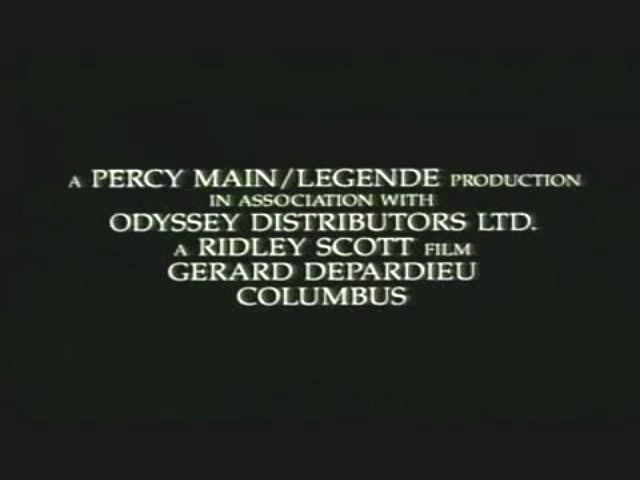 A PERCY MAIN/LEGENDE PRODUCTION
IN ASSOCIATION WITH
ODYSSEY DISTRIBUTORS LTD.
A RIDLEY SCOTT FILM
GERARD DEPARDIEU
COLUMBUS